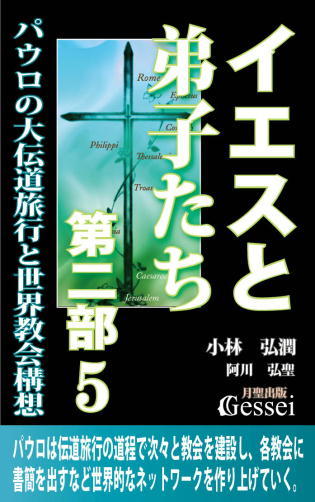 イエスと
弟子たち
第二部5
パウロの大伝道旅行と世界教会構想
Rome
Ephesus
Philippi
Troas
Jerusalem
小林 弘潤
阿川 弘聖
月聖出版
Gessei
パウロは伝道旅行の道程で次々と教会を建設し、各教会に
書簡を出すなど世界的なネットワークを作り上げていく。